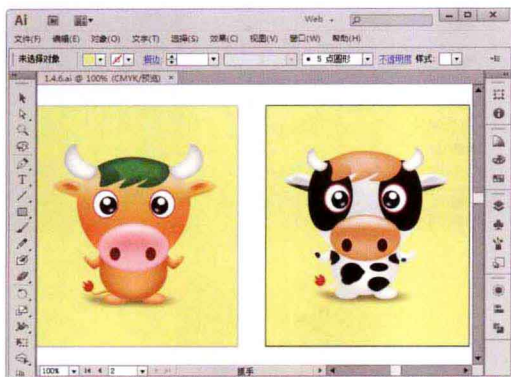 Ai Br Web
文件(F) 编辑(E) 对象(O) 文字(T) 选择(S) 效果(C) 视图(V) 窗口(W) 帮助(H)
未选择对象 描边 5 点圆形 不透明度 样式:
1.4.6.ai @ 100% (CMYK/预览) ×
100% 2 抓手